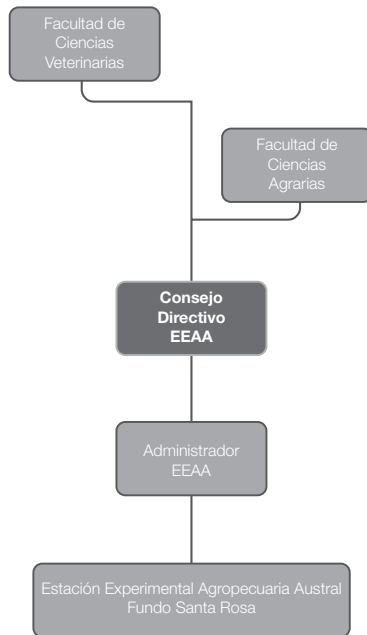 Facultad de
Ciencias
Veterinarias
Facultad de
Ciencias
Agrarias
Consejo
Directivo
EEAA
Administrador
EEAA
Estación Experimental Agropecuaria Austral
Fundo Santa Rosa